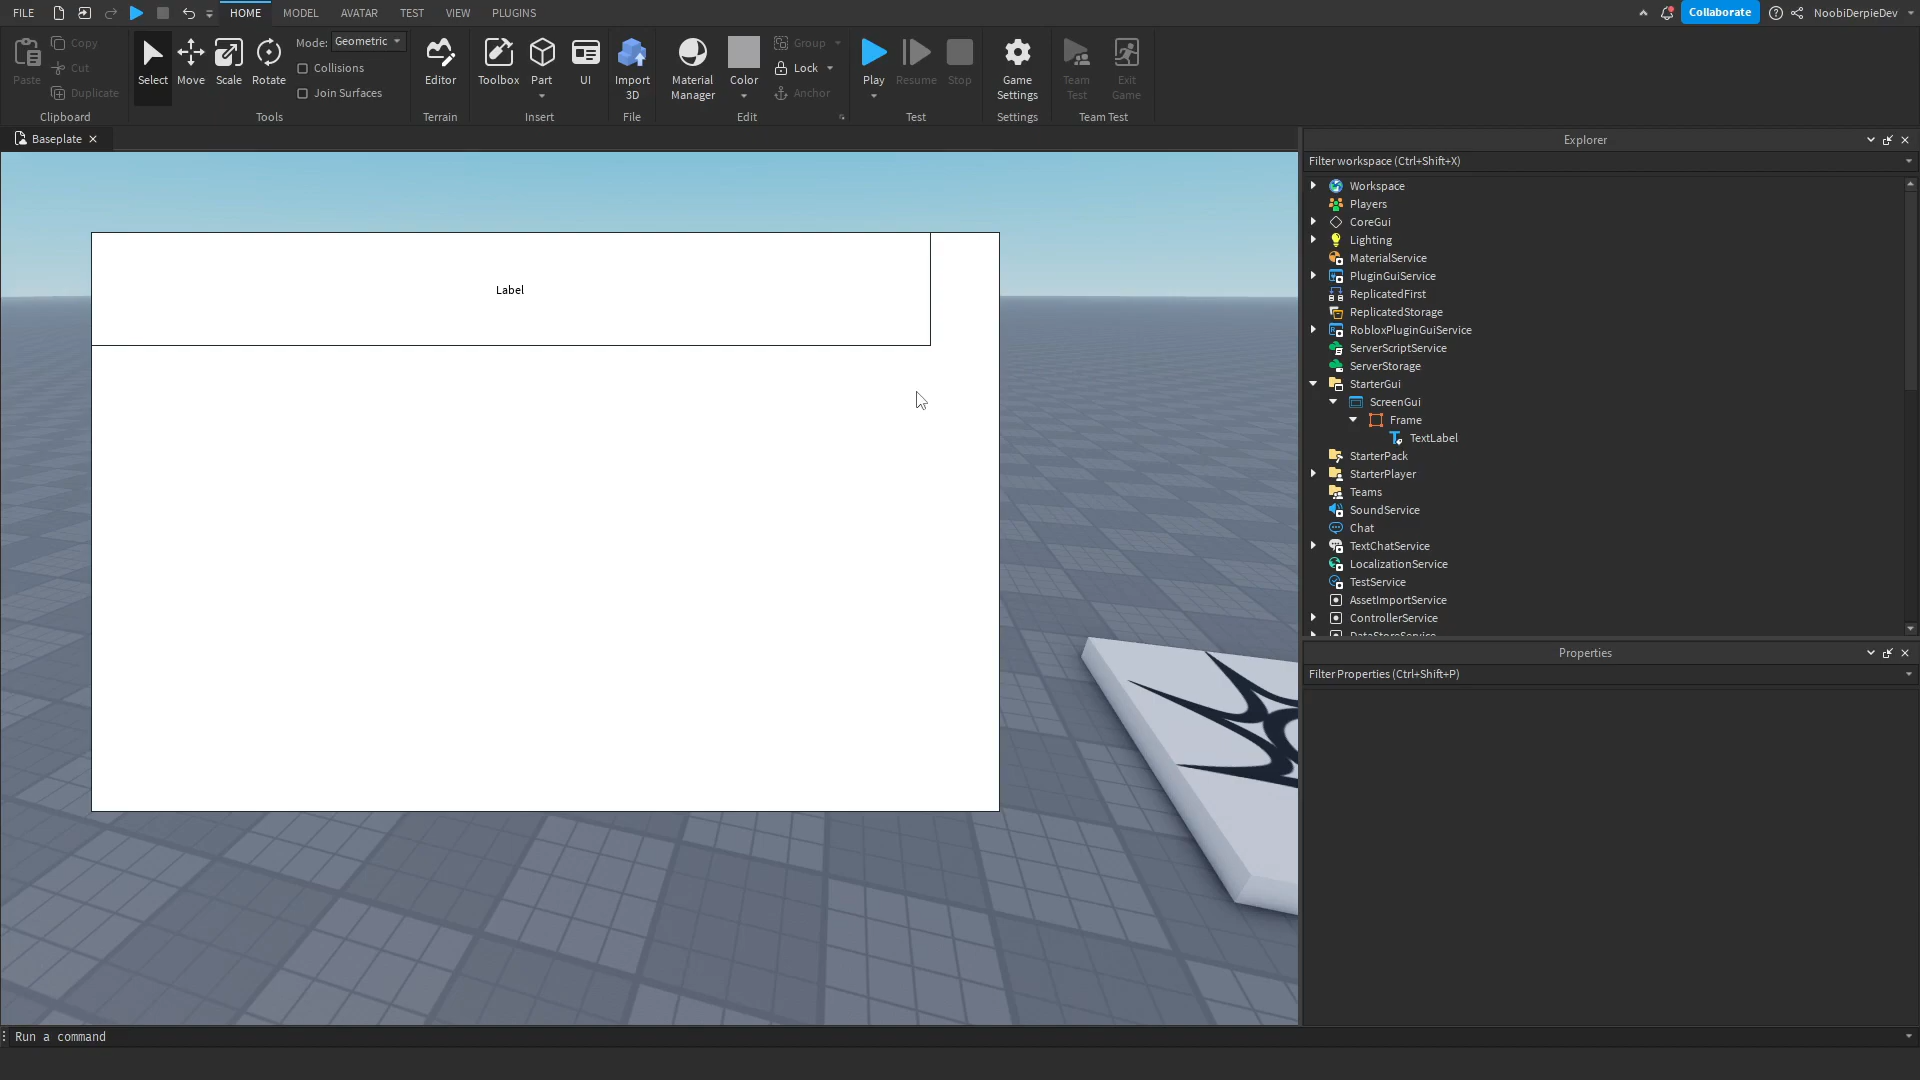 FILE
HOME
MODEL
AVATAR
TEST
VIEW
PLUGINS
Collaborate
NoobiDerpieDev
Paste
Copy
Cut
Duplicate
Clipboard
Select
Move
Scale
Rotate
Mode: Geometric
Collisions
Join Surfaces
Tools
Editor
Terrain
Toolbox
Part
UI
Insert
Import
3D
File
Material
Manager
Color
Group
Lock
Anchor
Edit
Play
Resume
Stop
Test
Game
Settings
Settings
Team
Test
Exit
Game
Team Test
Baseplate
Label
Explorer
Filter workspace (Ctrl+Shift+X)
Workspace
Players
CoreGui
Lighting
MaterialService
PluginGuiService
ReplicatedFirst
ReplicatedStorage
RobloxPluginGuiService
ServerScriptService
ServerStorage
StarterGui
ScreenGui
Frame
TextLabel
StarterPack
StarterPlayer
Teams
SoundService
Chat
TextChatService
LocalizationService
TestService
AssetImportService
ControllerService
DataStoreService
Properties
Filter Properties (Ctrl+Shift+P)
Run a command